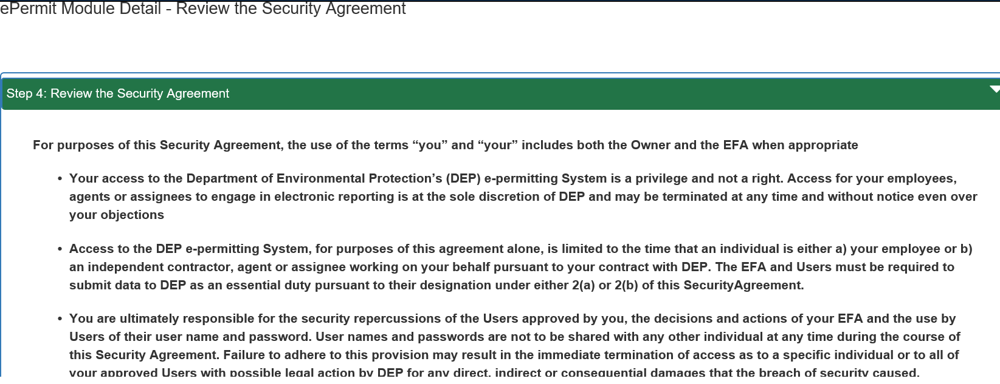 ePermit Module Detail - Review the Security Agreement
Step 4: Review the Security Agreement
For purposes of this Security Agreement, the use of the terms “you” and “your” includes both the Owner and the EFA when appropriate
• Your access to the Department of Environmental Protection’s (DEP) e-permitting System is a privilege and not a right. Access for your employees,
agents or assignees to engage in electronic reporting is at the sole discretion of DEP and may be terminated at any time and without notice even over
your objections
• Access to the DEP e-permitting System, for purposes of this agreement alone, is limited to the time that an individual is either a) your employee or b)
an independent contractor, agent or assignee working on your behalf pursuant to your contract with DEP. The EFA and Users must be required to
submit data to DEP as an essential duty pursuant to their designation under either 2(a) or 2(b) of this SecurityAgreement.
• You are ultimately responsible for the security repercussions of the Users approved by you, the decisions and actions of your EFA and the use by
Users of their user name and password. User names and passwords are not to be shared with any other individual at any time during the course of
this Security Agreement. Failure to adhere to this provision may result in the immediate termination of access as to a specific individual or to all of
your approved Users with possible legal action by DEP for any direct, indirect or consequential damages that the breach of security caused.